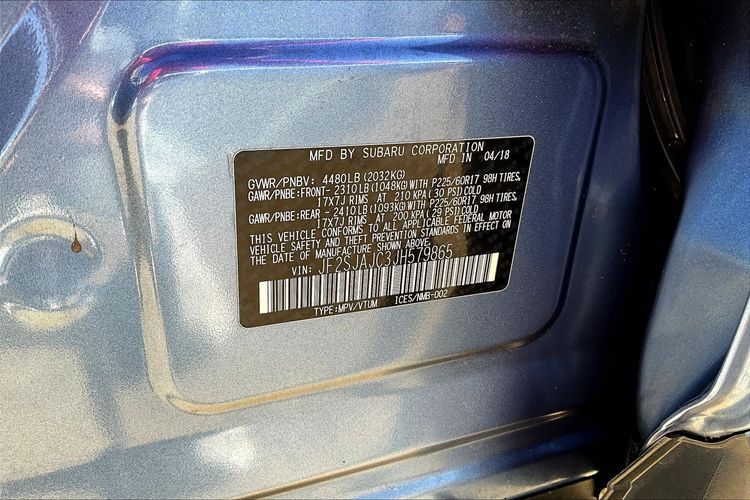 MFD BY SUBARU CORPORATION
MFD IN 04/18
GVWR/PNBV: 4480LB(2032KG)
GAWR/PNBE:FRONT- 2310LB(1048KG)WITH P225/60R17 98H TIRES,
17X7J RIMS AT 210 KPA(30 PSI)COLD
GAWR/PNBE:REAR - 2410LB(1093KG)WITH P225/60R17 98H TIRES,
17X7J RIMS AT 200 KPA(29 PSI)COLD
THIS VEHICLE CONFORMS TO ALL APPLICABLE FEDERAL MOTOR
VEHICLE SAFETY AND THEFT PREVENTION STANDARDS IN EFFECT ON
THE DATE OF MANUFACTURE SHOWN ABOVE.
VIN: JF2SJAJC3JH579865
TYPE:MPV/VTUM ICES/NMB-002